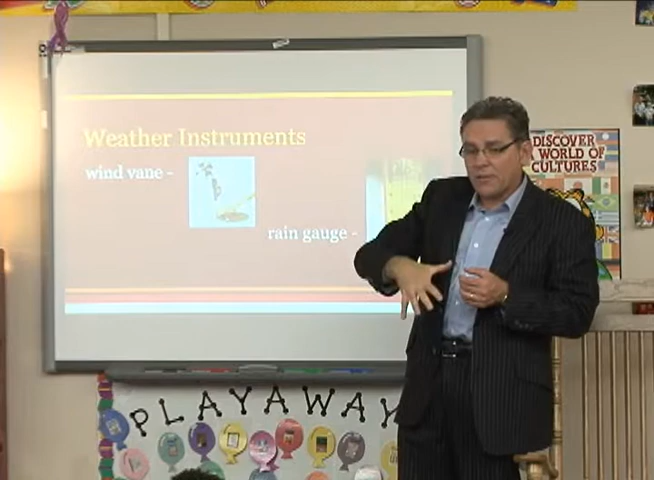 Weather Instruments
wind vane -
rain gauge -
DISCOVER
WORLD OF
CULTURES
PLAYAWAY